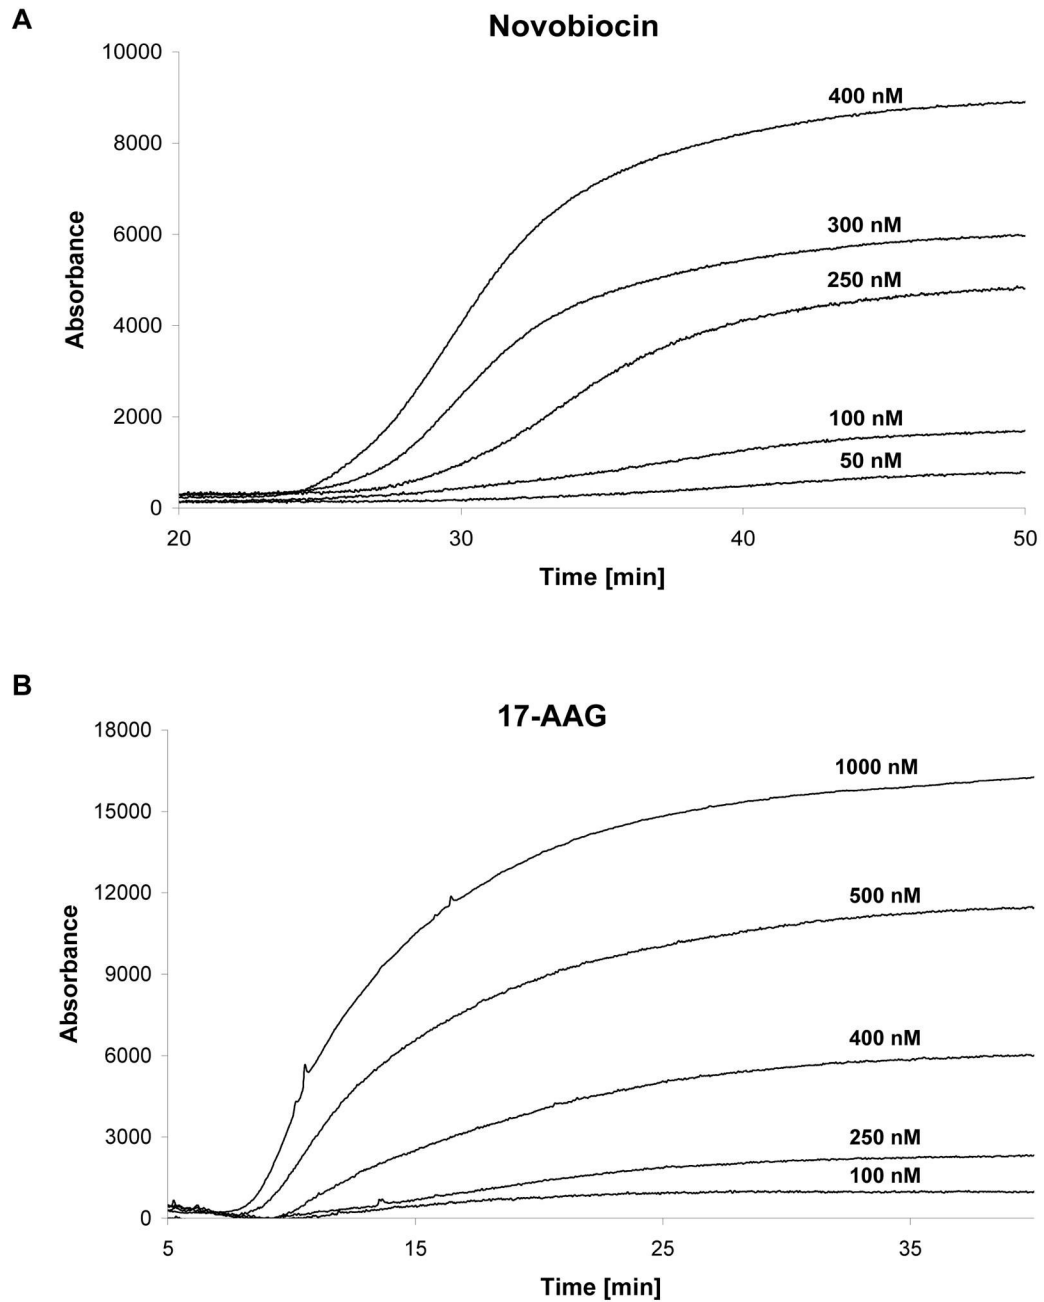 A
Novobiocin
10000
8000
6000
4000
2000
0
Absorbance
400 nM
300 nM
250 nM
100 nM
50 nM
20 30 40 50
Time [min]
B
17-AAG
18000
15000
12000
9000
6000
3000
0
Absorbance
1000 nM
500 nM
400 nM
250 nM
100 nM
5 15 25 35
Time [min]